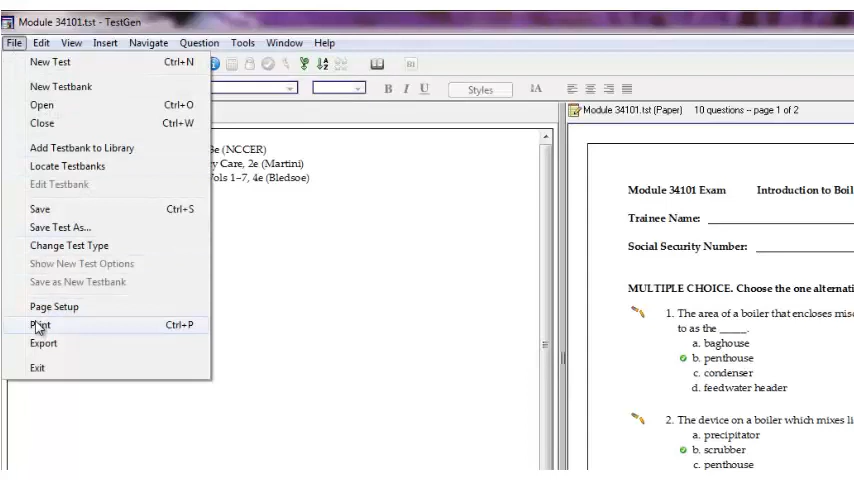 Module 34101.tst - TestGen
File Edit View Insert Navigate Question Tools Window Help
New Test Ctrl+N
New Testbank
Open Ctrl+O
Close Ctrl+W
Add Testbank to Library
Locate Testbanks
Edit Testbank
Save Ctrl+S
Save Test As...
Change Test Type
Show New Test Options
Save as New Testbank
Page Setup
Print Ctrl+P
Export
Exit
B I U Styles
3e (NCCER)
y Care, 2e (Martini)
Vols 1-7, 4e (Bledsoe)
Module 34101.tst (Paper) 10 questions -- page 1 of 2
Module 34101 Exam Introduction to Boil
Trainee Name:
Social Security Number:
MULTIPLE CHOICE. Choose the one alternati
1. The area of a boiler that encloses mis
to as the _____.
a. baghouse
b. penthouse
c. condenser
d. feedwater header
2. The device on a boiler which mixes li
a. precipitator
b. scrubber
c. penthouse